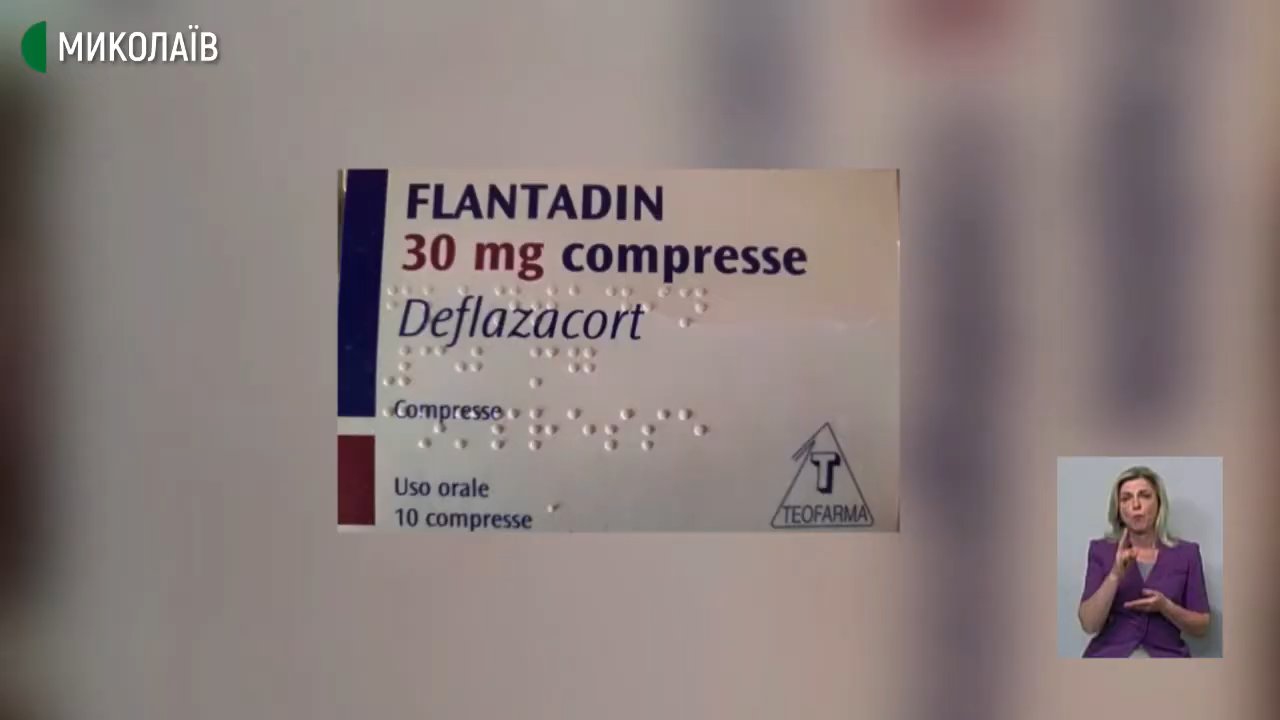 МИКОЛАЇВ
FLANTADIN
30 mg compresse
Deflazacort
Compresse
Uso orale
10 compresse
T
TEOFARMA